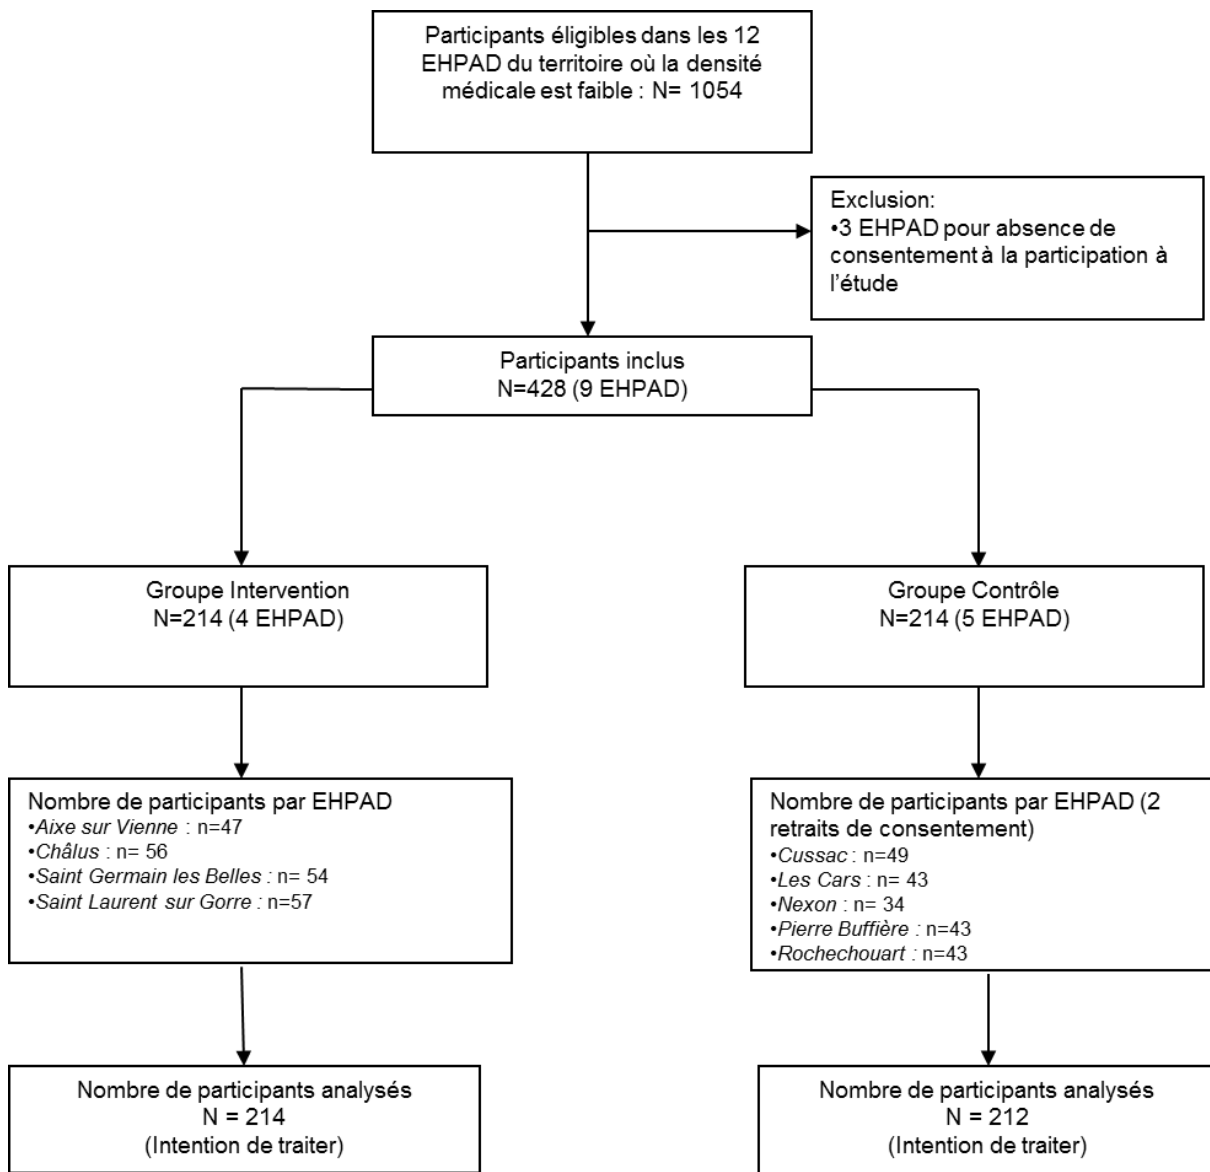 Participants éligibles dans les 12
EHPAD du territoire où la densité
médicale est faible : N= 1054
Exclusion:
•3 EHPAD pour absence de
consentement à la participation à
l’étude
Participants inclus
N=428 (9 EHPAD)
Groupe Intervention
N=214 (4 EHPAD)
Groupe Contrôle
N=214 (5 EHPAD)
Nombre de participants par EHPAD
•Aixe sur Vienne : n=47
•Châlus : n= 56
•Saint Germain les Belles : n= 54
•Saint Laurent sur Gorre : n=57
Nombre de participants par EHPAD (2
retraits de consentement)
•Cussac : n=49
•Les Cars : n= 43
•Nexon : n= 34
•Pierre Buffière : n=43
•Rochechouart : n=43
Nombre de participants analysés
N = 214
(Intention de traiter)
Nombre de participants analysés
N = 212
(Intention de traiter)